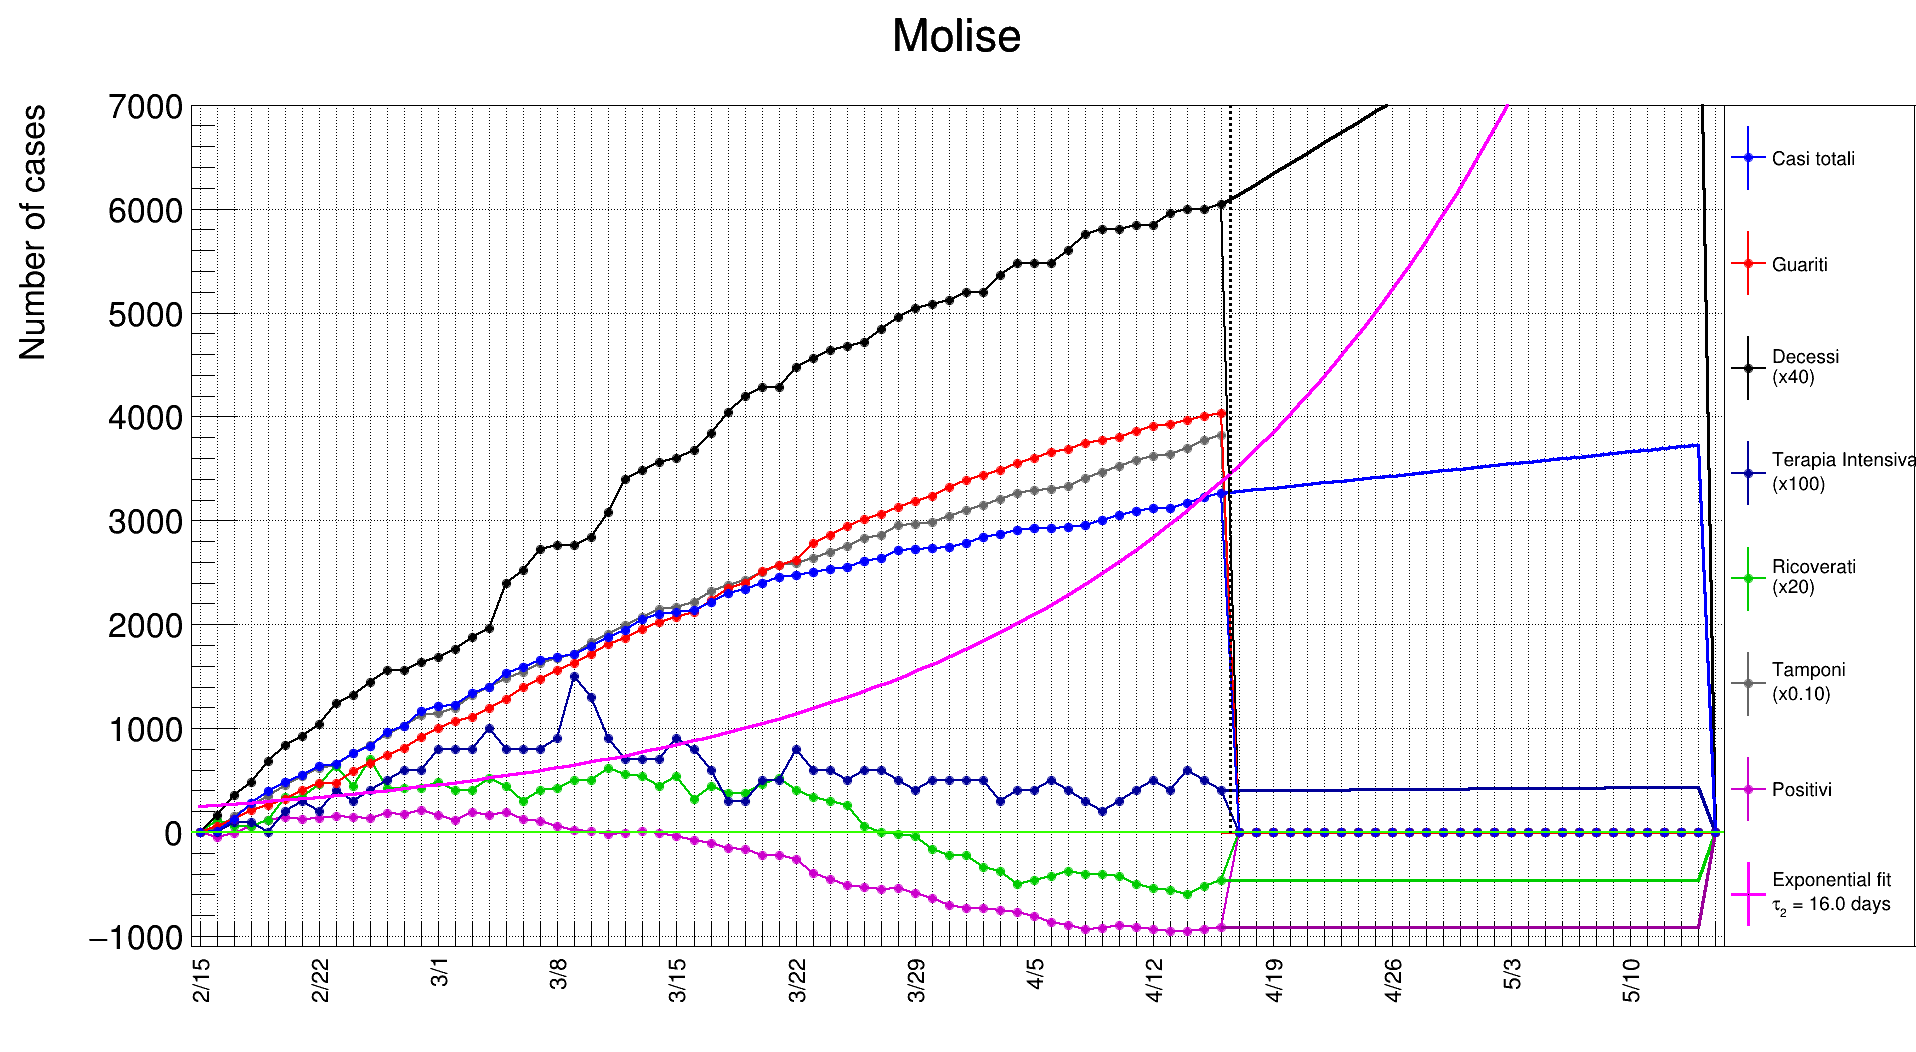 Molise
Number of cases
7000
6000
5000
4000
3000
2000
1000
0
−1000
2/15
2/22
3/1
3/8
3/15
3/22
3/29
4/5
4/12
4/19
4/26
5/3
5/10
Casi totali
Guariti
Decessi
(x40)
Terapia Intensiva
(x100)
Ricoverati
(x20)
Tamponi
(x0.10)
Positivi
Exponential fit
τ2 = 16.0 days